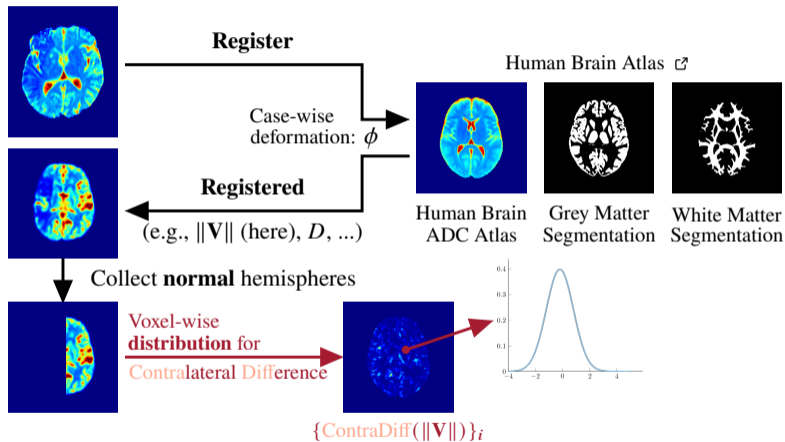 Register
Human Brain Atlas
Case-wise
deformation: ϕ
Registered
(e.g., ‖V‖ (here), D, ...)
Human Brain
ADC Atlas
Grey Matter
Segmentation
White Matter
Segmentation
Collect normal hemispheres
Voxel-wise
distribution for
Contralateral Difference
0.4
0.3
0.2
0.1
0
−4 −2 0 2 4
{ContraDiff(‖V‖)}i